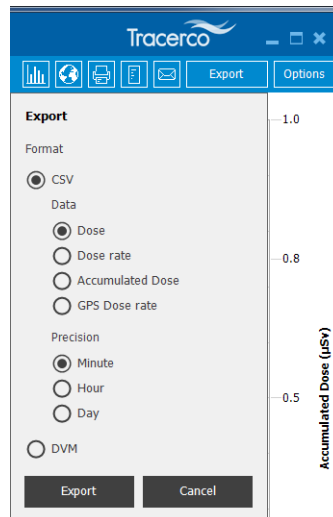 Tracerco
Export
Options
Export
Format
CSV
Data
Dose
Dose rate
Accumulated Dose
GPS Dose rate
Precision
Minute
Hour
Day
DVM
Export
Cancel
1.0
0.8
0.5
Accumulated Dose (µSv)